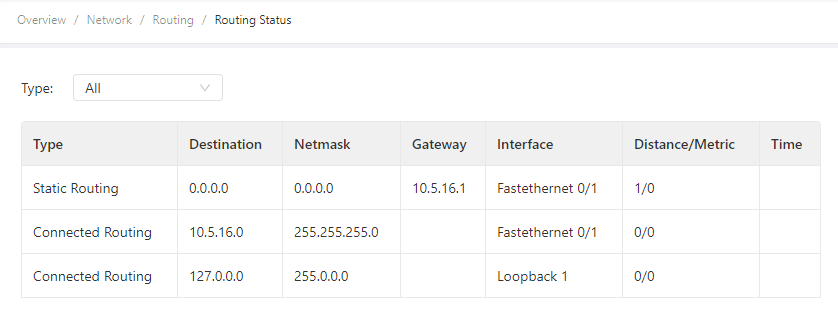 Overview / Network / Routing / Routing Status
Type: All
Type Destination Netmask Gateway Interface Distance/Metric Time
Static Routing 0.0.0.0 0.0.0.0 10.5.16.1 Fastethernet 0/1 1/0
Connected Routing 10.5.16.0 255.255.255.0 Fastethernet 0/1 0/0
Connected Routing 127.0.0.0 255.0.0.0 Loopback 1 0/0